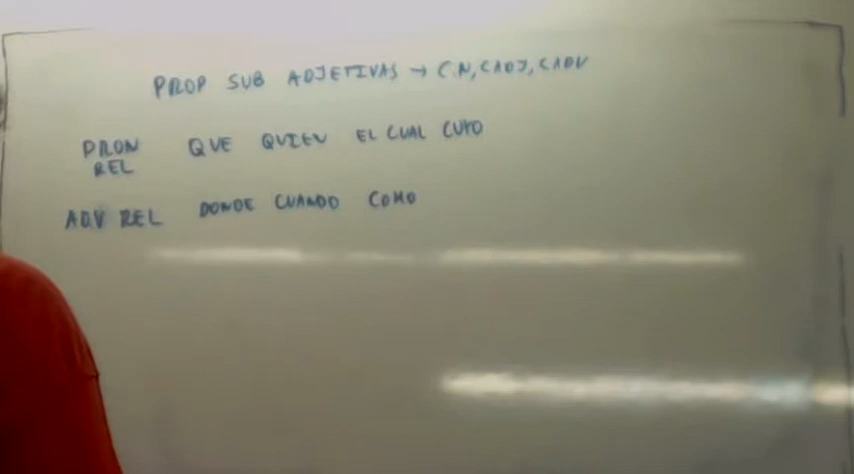 PROP SUB ADJETIVAS → C.N, CADJ, CADV
PRON QUE QUIEN EL CUAL CUYO
REL
ADV REL DONDE CUANDO COMO